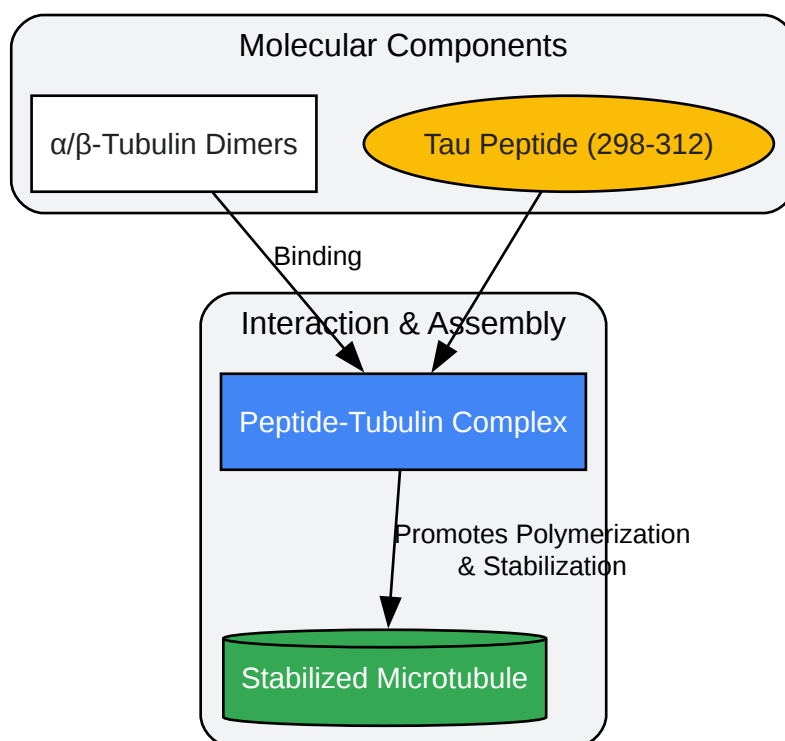 Molecular Components
α/β-Tubulin Dimers
Tau Peptide (298-312)
Binding
Interaction & Assembly
Peptide-Tubulin Complex
Promotes Polymerization
& Stabilization
Stabilized Microtubule